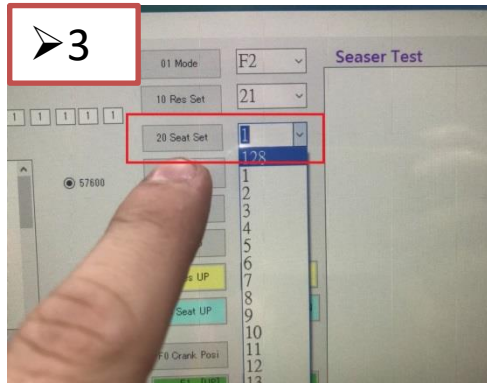 ➢3
01 Mode
F2
Seaser Test
10 Res Set
21
1 1 1 1 1
20 Seat Set
1
128
57600
1
2
3
4
5
6
UP
7
8
Seat UP
9
10
F0 Crank Posi
11
12
13